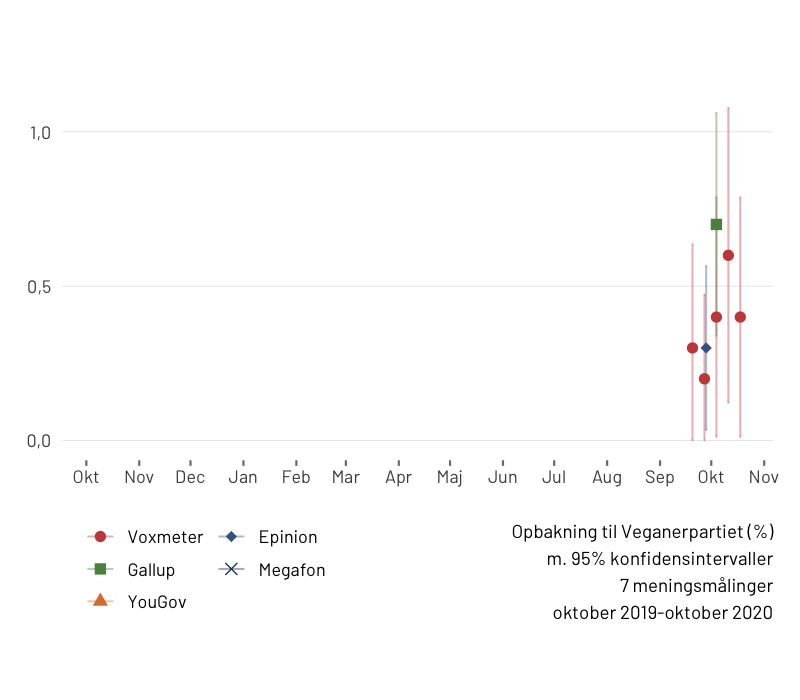 1,0
0,5
0,0
Okt Nov Dec Jan Feb Mar Apr Maj Jun Jul Aug Sep Okt Nov
Voxmeter Epinion
Gallup Megafon
YouGov
Opbakning til Veganerpartiet (%)
m. 95% konfidensintervaller
7 meningsmålinger
oktober 2019-oktober 2020